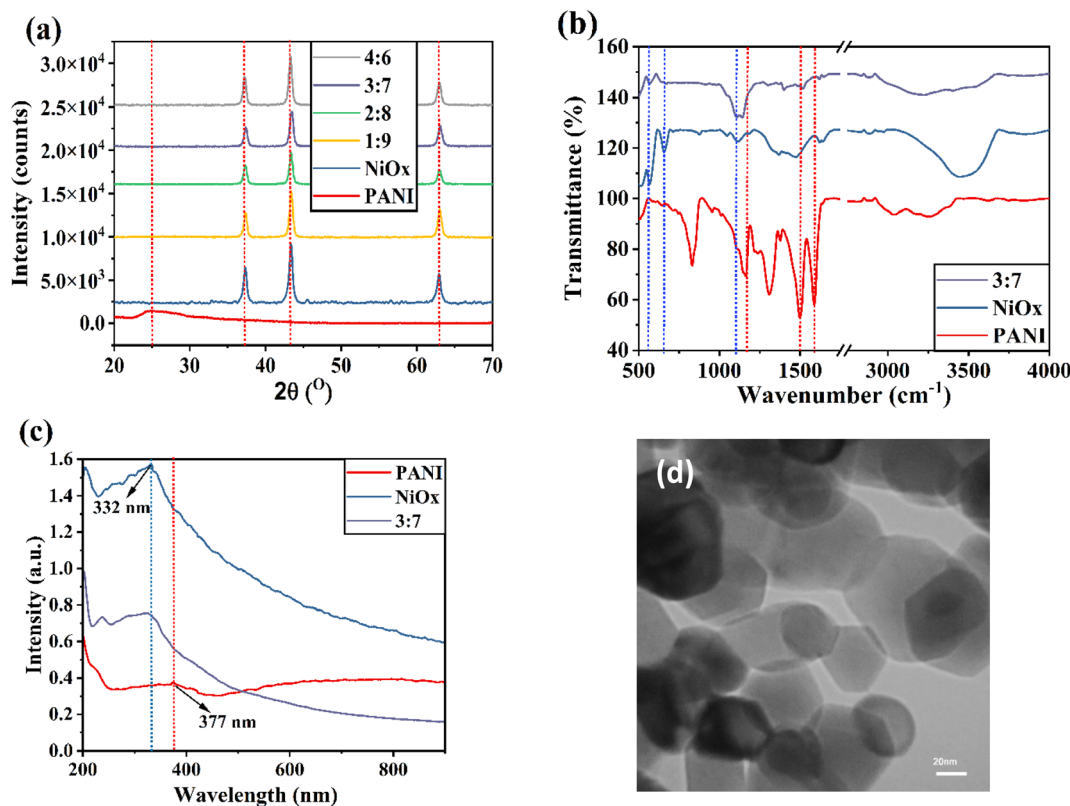 (a)
3.0×10⁴
2.5×10⁴
2.0×10⁴
1.5×10⁴
1.0×10⁴
5.0×10³
0.0
Intensity (counts)
4:6
3:7
2:8
1:9
NiOx
PANI
20 30 40 50 60 70
2θ (O)
(b)
160
140
120
100
80
60
40
Transmittance (%)
3:7
NiOx
PANI
500 1000 1500 3000 3500 4000
Wavenumber (cm⁻¹)
(c)
1.6
1.4
1.2
1.0
0.8
0.6
0.4
0.2
0.0
Intensity (a.u.)
PANI
NiOx
3:7
332 nm
377 nm
200 400 600 800
Wavelength (nm)
(d)
20nm